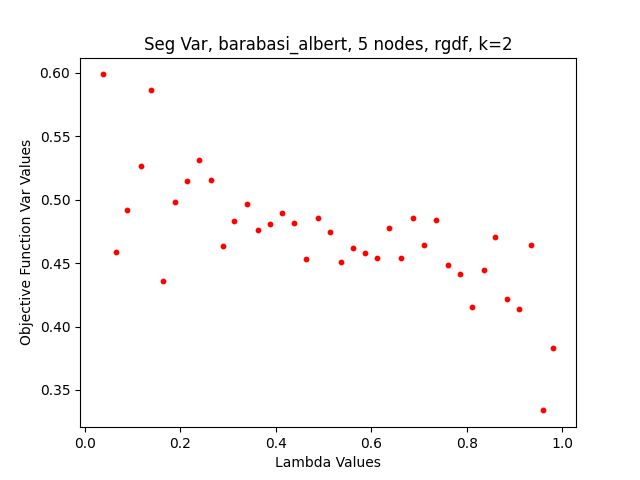 Seg Var, barabasi_albert, 5 nodes, rgdf, k=2
Objective Function Var Values
0.60
0.55
0.50
0.45
0.40
0.35
0.0 0.2 0.4 0.6 0.8 1.0
Lambda Values